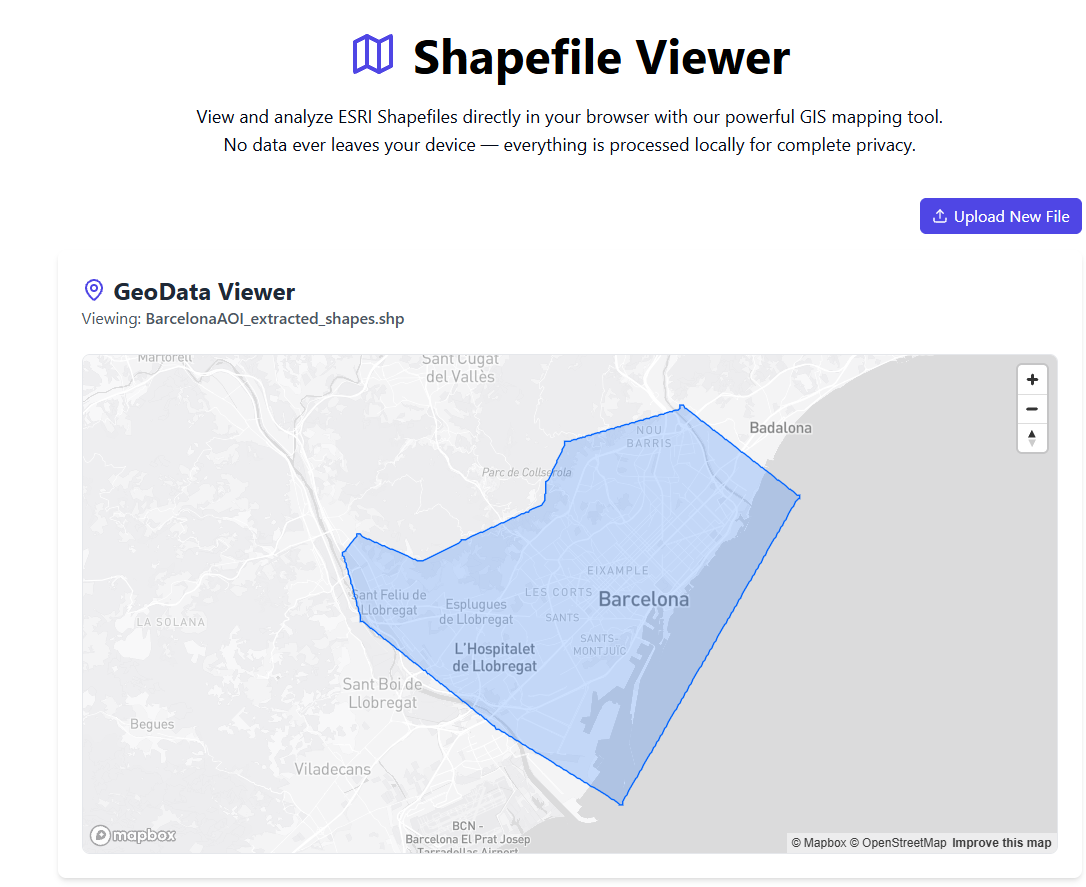 Shapefile Viewer
View and analyze ESRI Shapefiles directly in your browser with our powerful GIS mapping tool.
No data ever leaves your device — everything is processed locally for complete privacy.
Upload New File
GeoData Viewer
Viewing: BarcelonaAOI_extracted_shapes.shp
Martorell
Sant Cugat
del Vallès
Badalona
NOU
BARRIS
Parc de Collserola
EIXAMPLE
LES CORTS
Barcelona
Sant Feliu de
Llobregat
Esplugues
de Llobregat
SANTS
LA SOLANA
SANTS-
MONTJUÏC
L'Hospitalet
de Llobregat
Sant Boi de
Llobregat
Begues
Viladecans
BCN -
Barcelona El Prat Josep
Tarradellas Airport
mapbox
© Mapbox © OpenStreetMap Improve this map